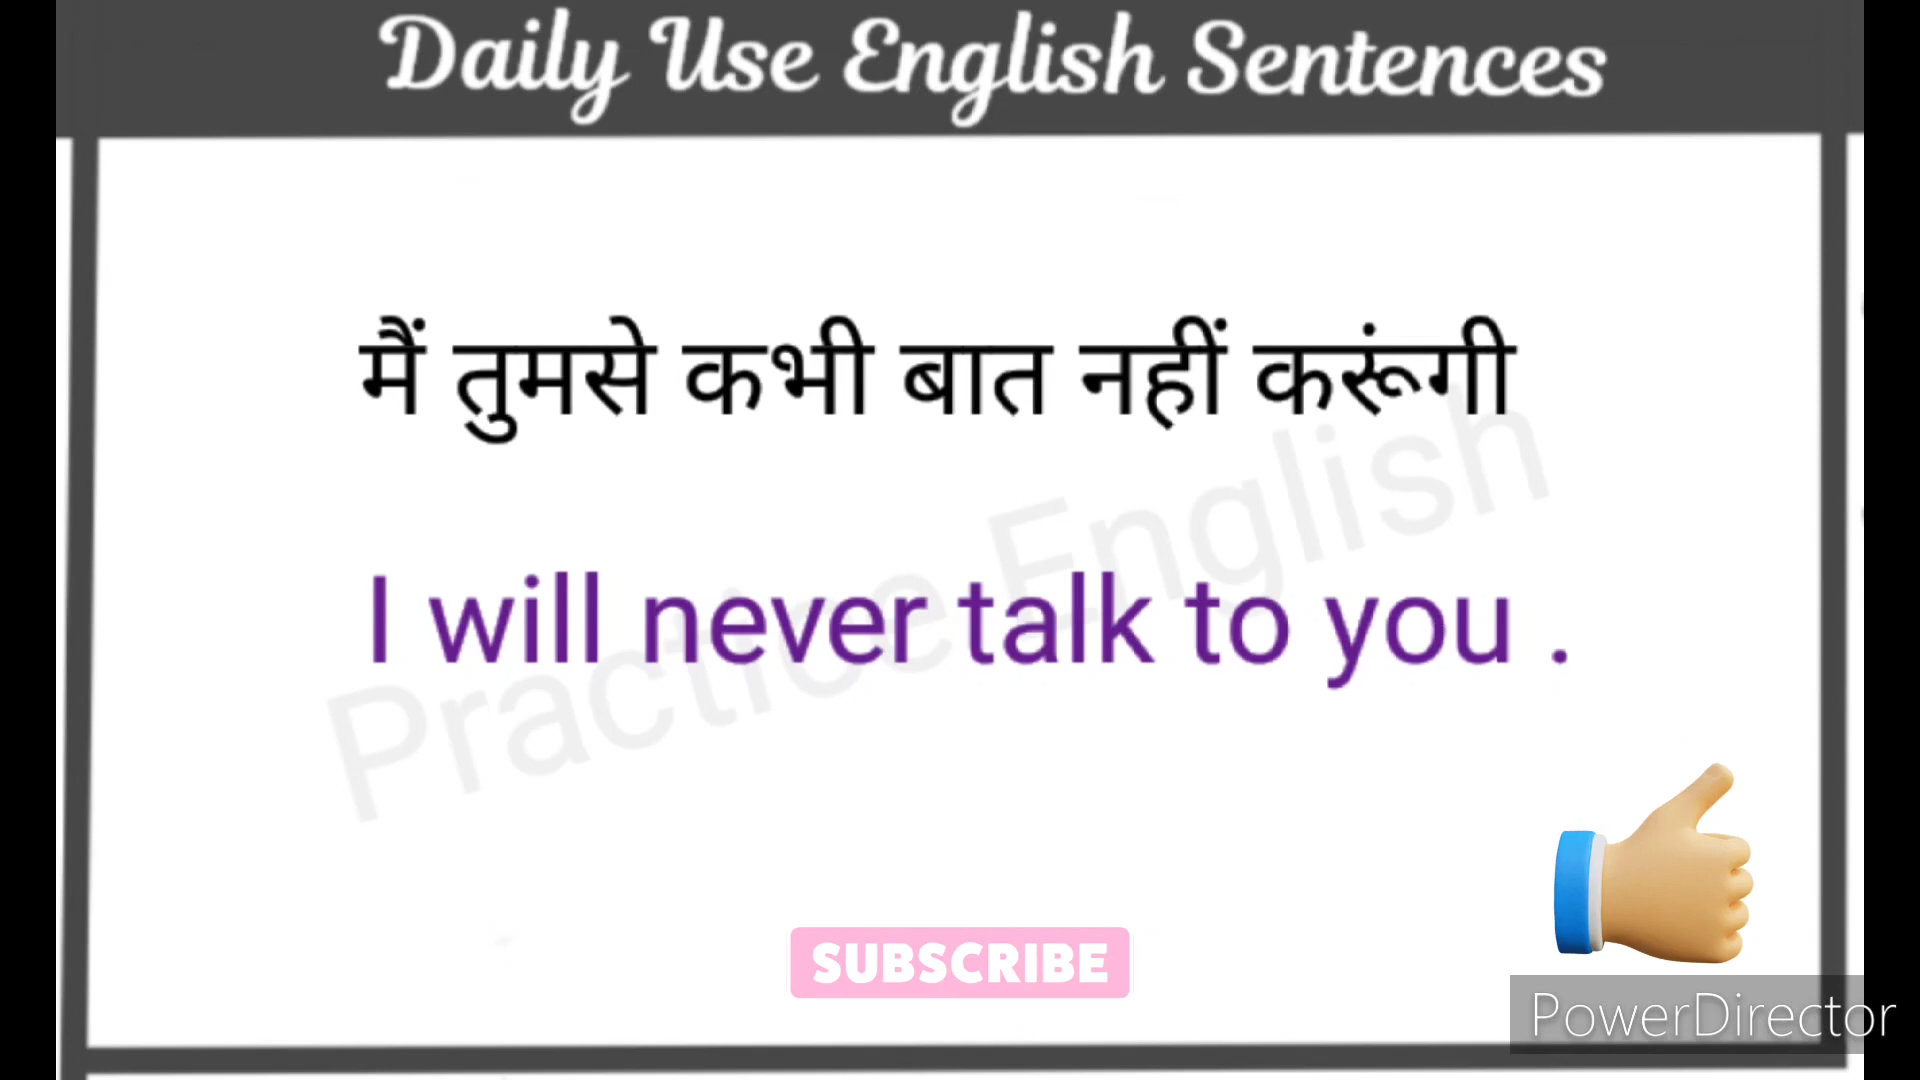 Daily Use English Sentences
मैं तुमसे कभी बात नहीं करूंगी
Practice English
I will never talk to you .
SUBSCRIBE
PowerDirector